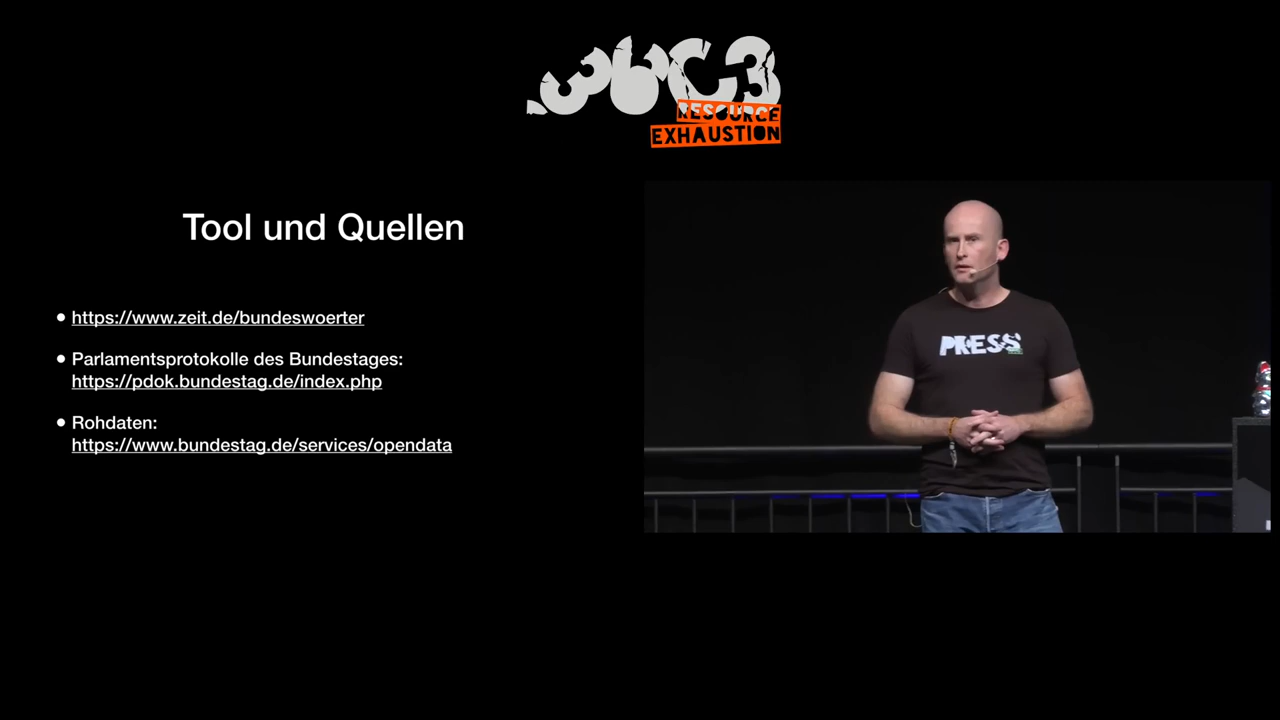 36C3
RESOURCE
EXHAUSTION
Tool und Quellen
• https://www.zeit.de/bundeswoerter
• Parlamentsprotokolle des Bundestages:
https://pdok.bundestag.de/index.php
• Rohdaten:
https://www.bundestag.de/services/opendata
PRESS